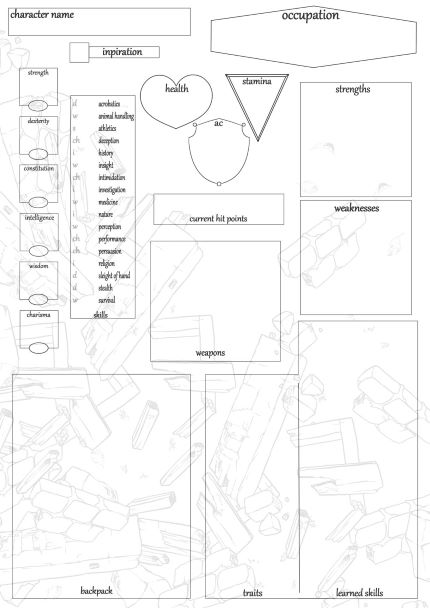 character name
occupation
inpiration
strength
dexterity
constitution
intelligence
wisdom
charisma
d acrobatics
w animal handling
s athletics
ch deception
i history
w insight
ch intimidation
i investigation
w medicine
i nature
w perception
ch performance
ch persuasion
i religion
d sleight of hand
d stealth
w survival
skills
health
stamina
ac
current hit points
weapons
strengths
weaknesses
backpack
traits
learned skills